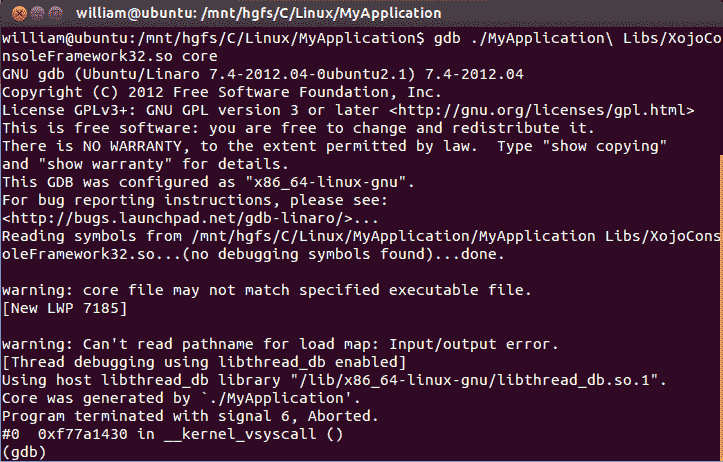 william@ubuntu: /mnt/hgfs/C/Linux/MyApplication
william@ubuntu:/mnt/hgfs/C/Linux/MyApplication$ gdb ./MyApplication\ Libs/XojoCo
nsoleFramework32.so core
GNU gdb (Ubuntu/Linaro 7.4-2012.04-0ubuntu2.1) 7.4-2012.04
Copyright (C) 2012 Free Software Foundation, Inc.
License GPLv3+: GNU GPL version 3 or later <http://gnu.org/licenses/gpl.html>
This is free software: you are free to change and redistribute it.
There is NO WARRANTY, to the extent permitted by law.  Type "show copying"
and "show warranty" for details.
This GDB was configured as "x86_64-linux-gnu".
For bug reporting instructions, please see:
<http://bugs.launchpad.net/gdb-linaro/>...
Reading symbols from /mnt/hgfs/C/Linux/MyApplication/MyApplication Libs/XojoCons
oleFramework32.so...(no debugging symbols found)...done.
warning: core file may not match specified executable file.
[New LWP 7185]
warning: Can't read pathname for load map: Input/output error.
[Thread debugging using libthread_db enabled]
Using host libthread_db library "/lib/x86_64-linux-gnu/libthread_db.so.1".
Core was generated by `./MyApplication'.
Program terminated with signal 6, Aborted.
#0  0xf77a1430 in __kernel_vsyscall ()
(gdb)